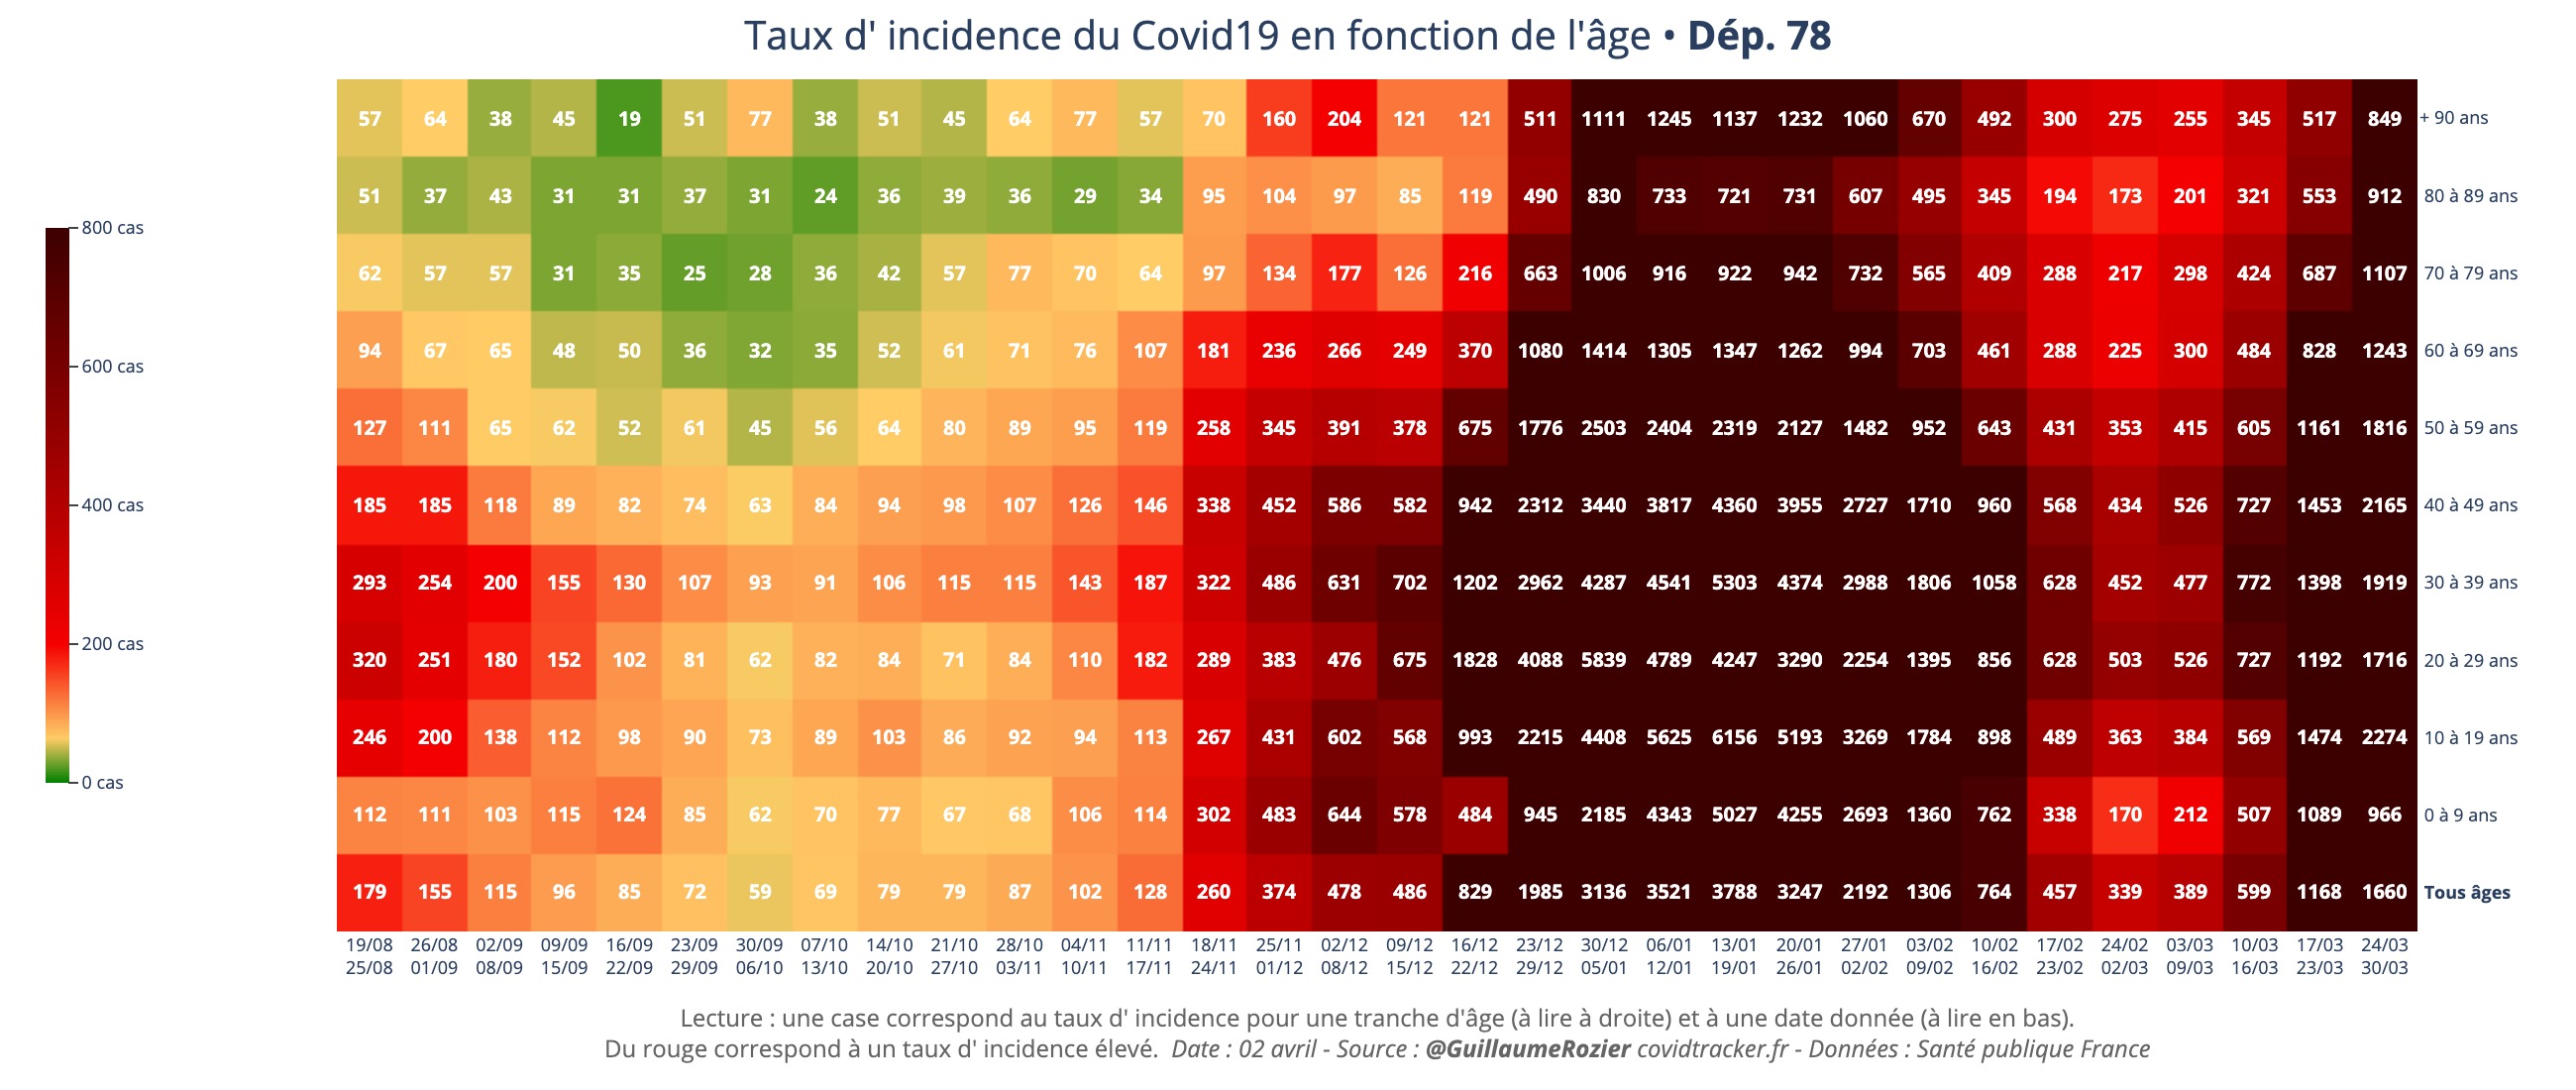 Taux d' incidence du Covid19 en fonction de l'âge • Dép. 78
57 64 38 45 19 51 77 38 51 45 64 77 57 70 160 204 121 121 511 1111 1245 1137 1232 1060 670 492 300 275 255 345 517 849 + 90 ans
51 37 43 31 31 37 31 24 36 39 36 29 34 95 104 97 85 119 490 830 733 721 731 607 495 345 194 173 201 321 553 912 80 à 89 ans
62 57 57 31 35 25 28 36 42 57 77 70 64 97 134 177 126 216 663 1006 916 922 942 732 565 409 288 217 298 424 687 1107 70 à 79 ans
94 67 65 48 50 36 32 35 52 61 71 76 107 181 236 266 249 370 1080 1414 1305 1347 1262 994 703 461 288 225 300 484 828 1243 60 à 69 ans
127 111 65 62 52 61 45 56 64 80 89 95 119 258 345 391 378 675 1776 2503 2404 2319 2127 1482 952 643 431 353 415 605 1161 1816 50 à 59 ans
185 185 118 89 82 74 63 84 94 98 107 126 146 338 452 586 582 942 2312 3440 3817 4360 3955 2727 1710 960 568 434 526 727 1453 2165 40 à 49 ans
293 254 200 155 130 107 93 91 106 115 115 143 187 322 486 631 702 1202 2962 4287 4541 5303 4374 2988 1806 1058 628 452 477 772 1398 1919 30 à 39 ans
320 251 180 152 102 81 62 82 84 71 84 110 182 289 383 476 675 1828 4088 5839 4789 4247 3290 2254 1395 856 628 503 526 727 1192 1716 20 à 29 ans
246 200 138 112 98 90 73 89 103 86 92 94 113 267 431 602 568 993 2215 4408 5625 6156 5193 3269 1784 898 489 363 384 569 1474 2274 10 à 19 ans
112 111 103 115 124 85 62 70 77 67 68 106 114 302 483 644 578 484 945 2185 4343 5027 4255 2693 1360 762 338 170 212 507 1089 966 0 à 9 ans
179 155 115 96 85 72 59 69 79 79 87 102 128 260 374 478 486 829 1985 3136 3521 3788 3247 2192 1306 764 457 339 389 599 1168 1660 Tous âges
19/08 26/08 02/09 09/09 16/09 23/09 30/09 07/10 14/10 21/10 28/10 04/11 11/11 18/11 25/11 02/12 09/12 16/12 23/12 30/12 06/01 13/01 20/01 27/01 03/02 10/02 17/02 24/02 03/03 10/03 17/03 24/03
25/08 01/09 08/09 15/09 22/09 29/09 06/10 13/10 20/10 27/10 03/11 10/11 17/11 24/11 01/12 08/12 15/12 22/12 29/12 05/01 12/01 19/01 26/01 02/02 09/02 16/02 23/02 02/03 09/03 16/03 23/03 30/03
800 cas
600 cas
400 cas
200 cas
0 cas
Lecture : une case correspond au taux d' incidence pour une tranche d'âge (à lire à droite) et à une date donnée (à lire en bas).
Du rouge correspond à un taux d' incidence élevé. Date : 02 avril - Source : @GuillaumeRozier covidtracker.fr - Données : Santé publique France